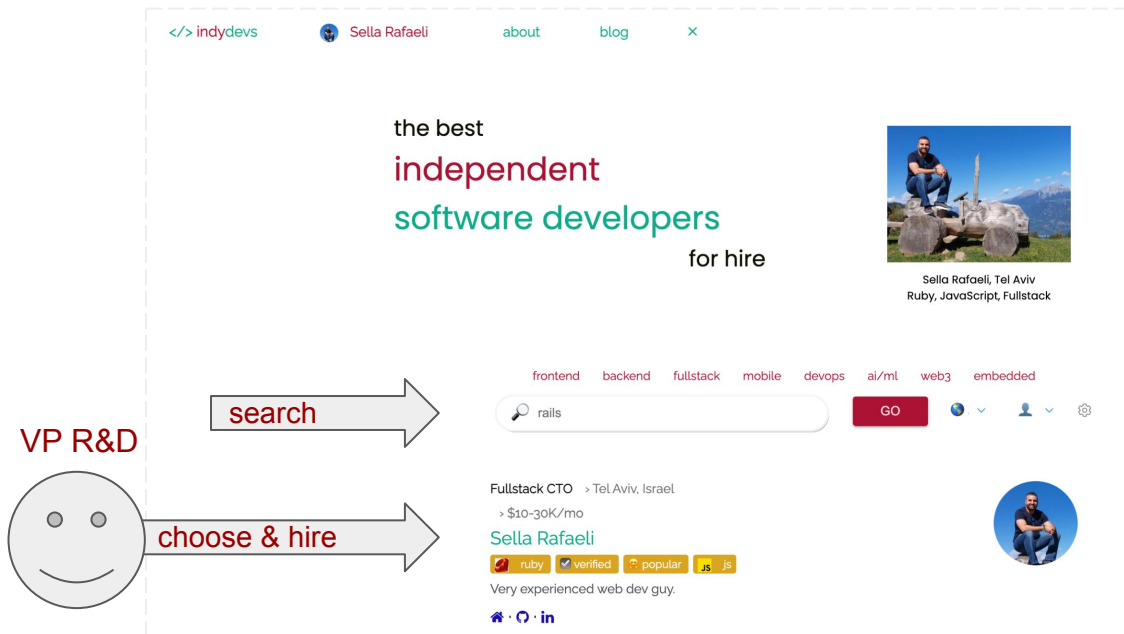 </> indydevs Sella Rafaeli about blog ×
the best
independent
software developers
for hire
Sella Rafaeli, Tel Aviv
Ruby, JavaScript, Fullstack
frontend backend fullstack mobile devops ai/ml web3 embedded
search
rails GO
VP R&D
Fullstack CTO › Tel Aviv, Israel
› $10-30K/mo
choose & hire
Sella Rafaeli
ruby verified popular JS js
Very experienced web dev guy.
in